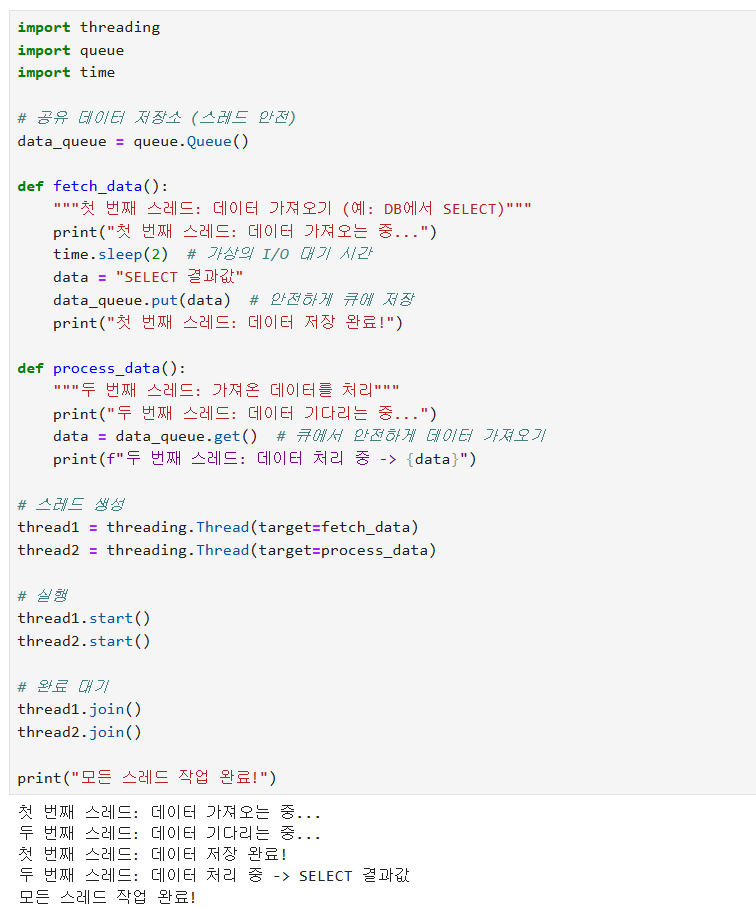 import threading
import queue
import time
# 공유 데이터 저장소 (스레드 안전)
data_queue = queue.Queue()
def fetch_data():
    """첫 번째 스레드: 데이터 가져오기 (예: DB에서 SELECT)"""
    print("첫 번째 스레드: 데이터 가져오는 중...")
    time.sleep(2)  # 가상의 I/O 대기 시간
    data = "SELECT 결과값"
    data_queue.put(data)  # 안전하게 큐에 저장
    print("첫 번째 스레드: 데이터 저장 완료!")
def process_data():
    """두 번째 스레드: 가져온 데이터를 처리"""
    print("두 번째 스레드: 데이터 기다리는 중...")
    data = data_queue.get()  # 큐에서 안전하게 데이터 가져오기
    print(f"두 번째 스레드: 데이터 처리 중 -> {data}")
# 스레드 생성
thread1 = threading.Thread(target=fetch_data)
thread2 = threading.Thread(target=process_data)
# 실행
thread1.start()
thread2.start()
# 완료 대기
thread1.join()
thread2.join()
print("모든 스레드 작업 완료!")
첫 번째 스레드: 데이터 가져오는 중...
두 번째 스레드: 데이터 기다리는 중...
첫 번째 스레드: 데이터 저장 완료!
두 번째 스레드: 데이터 처리 중 -> SELECT 결과값
모든 스레드 작업 완료!